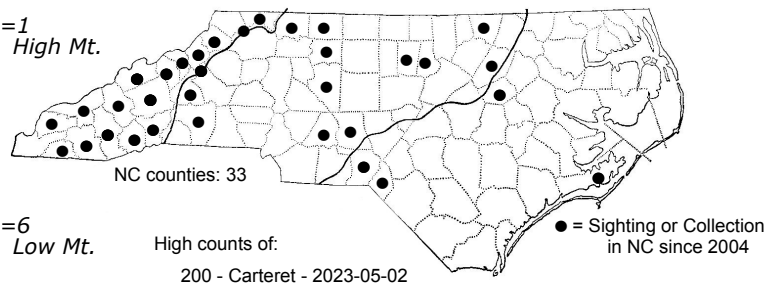 =1
High Mt.
NC counties: 33
=6
Low Mt.
High counts of:
200 - Carteret - 2023-05-02
● = Sighting or Collection
in NC since 2004